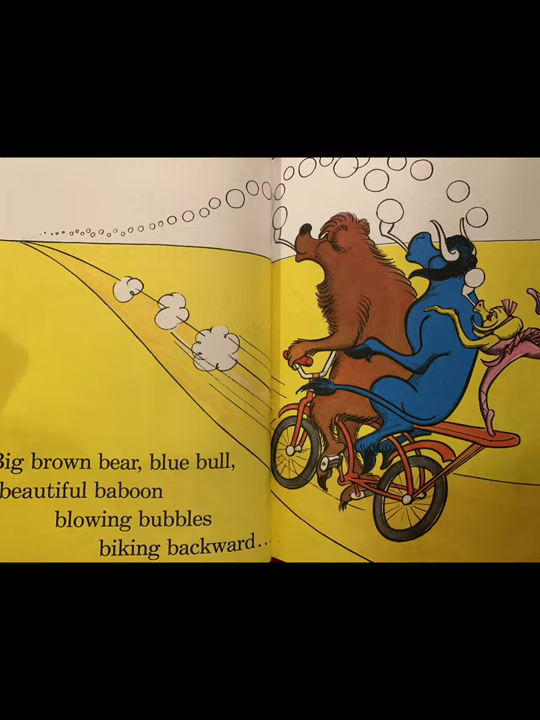 Big brown bear, blue bull,
beautiful baboon
blowing bubbles
biking backward...